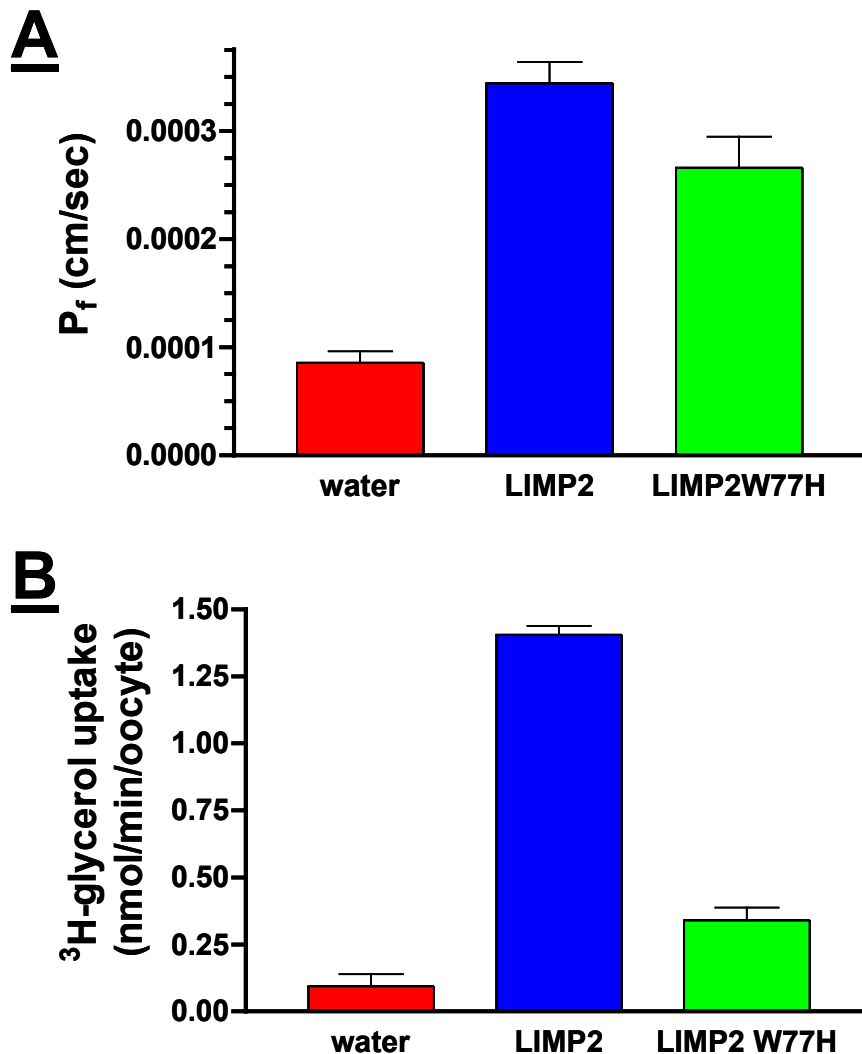 A
P_f (cm/sec)
0.0003
0.0002
0.0001
0.0000
water LIMP2 LIMP2W77H
B
³H-glycerol uptake
(nmol/min/oocyte)
1.50
1.25
1.00
0.75
0.50
0.25
0.00
water LIMP2 LIMP2 W77H